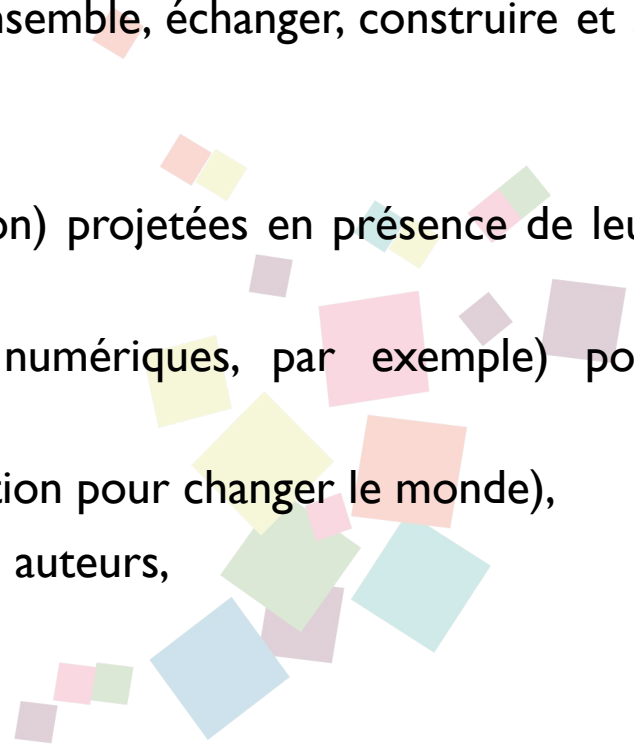 nsemble, échanger, construire et
on) projetées en présence de leu
numériques, par exemple) po
tion pour changer le monde),
auteurs,